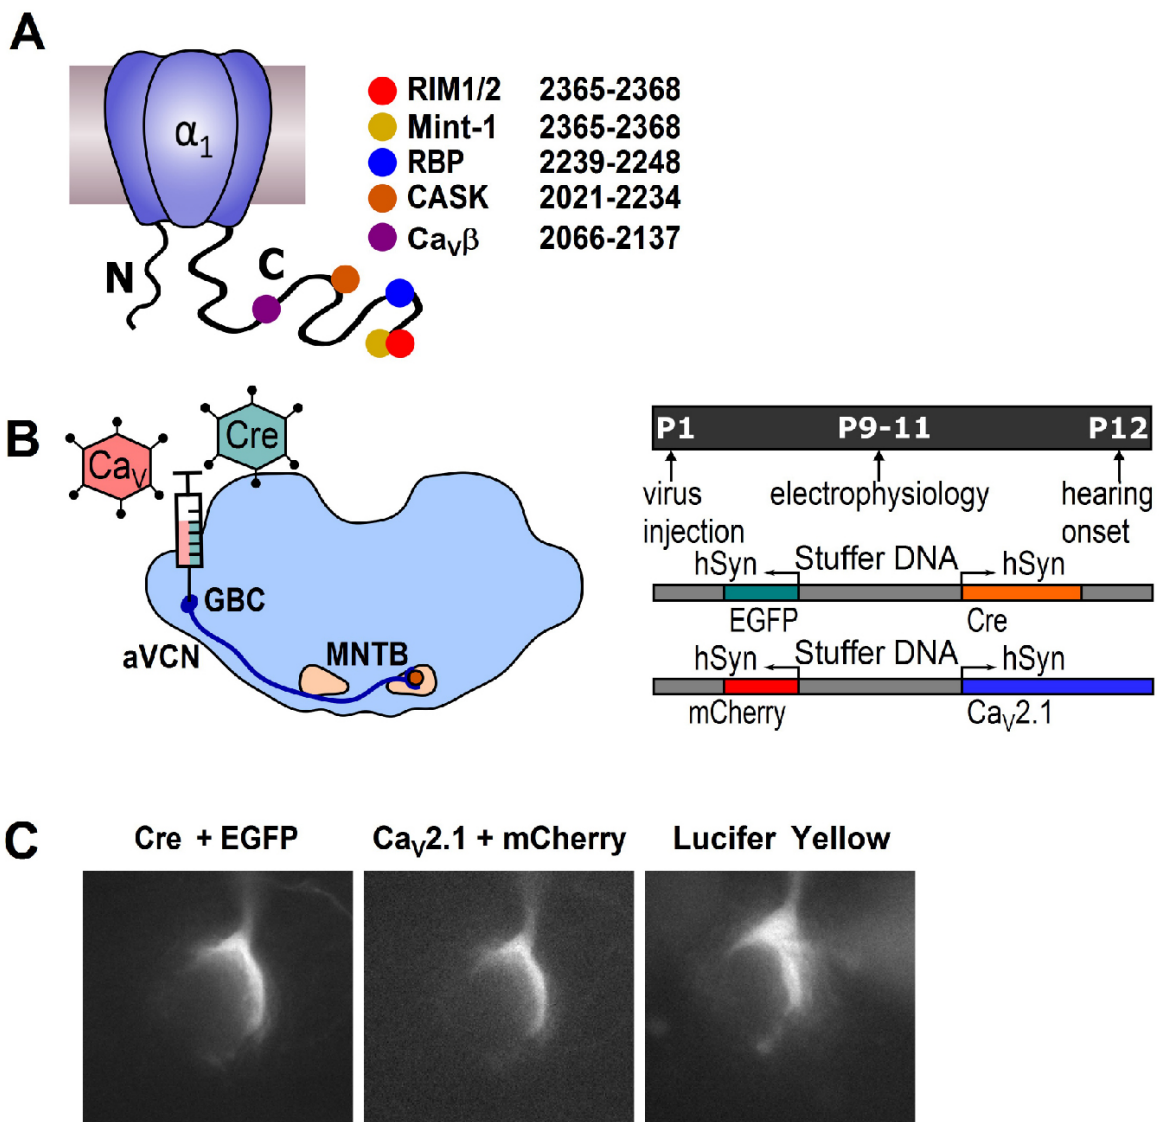 A
α1
N
C
RIM1/2 2365-2368
Mint-1 2365-2368
RBP 2239-2248
CASK 2021-2234
CaVβ 2066-2137
B
CaV
Cre
GBC
aVCN
MNTB
P1 P9-11 P12
virus injection
electrophysiology
hearing onset
hSyn Stuffer DNA hSyn
EGFP Cre
hSyn Stuffer DNA hSyn
mCherry CaV2.1
C
Cre + EGFP
CaV2.1 + mCherry
Lucifer Yellow